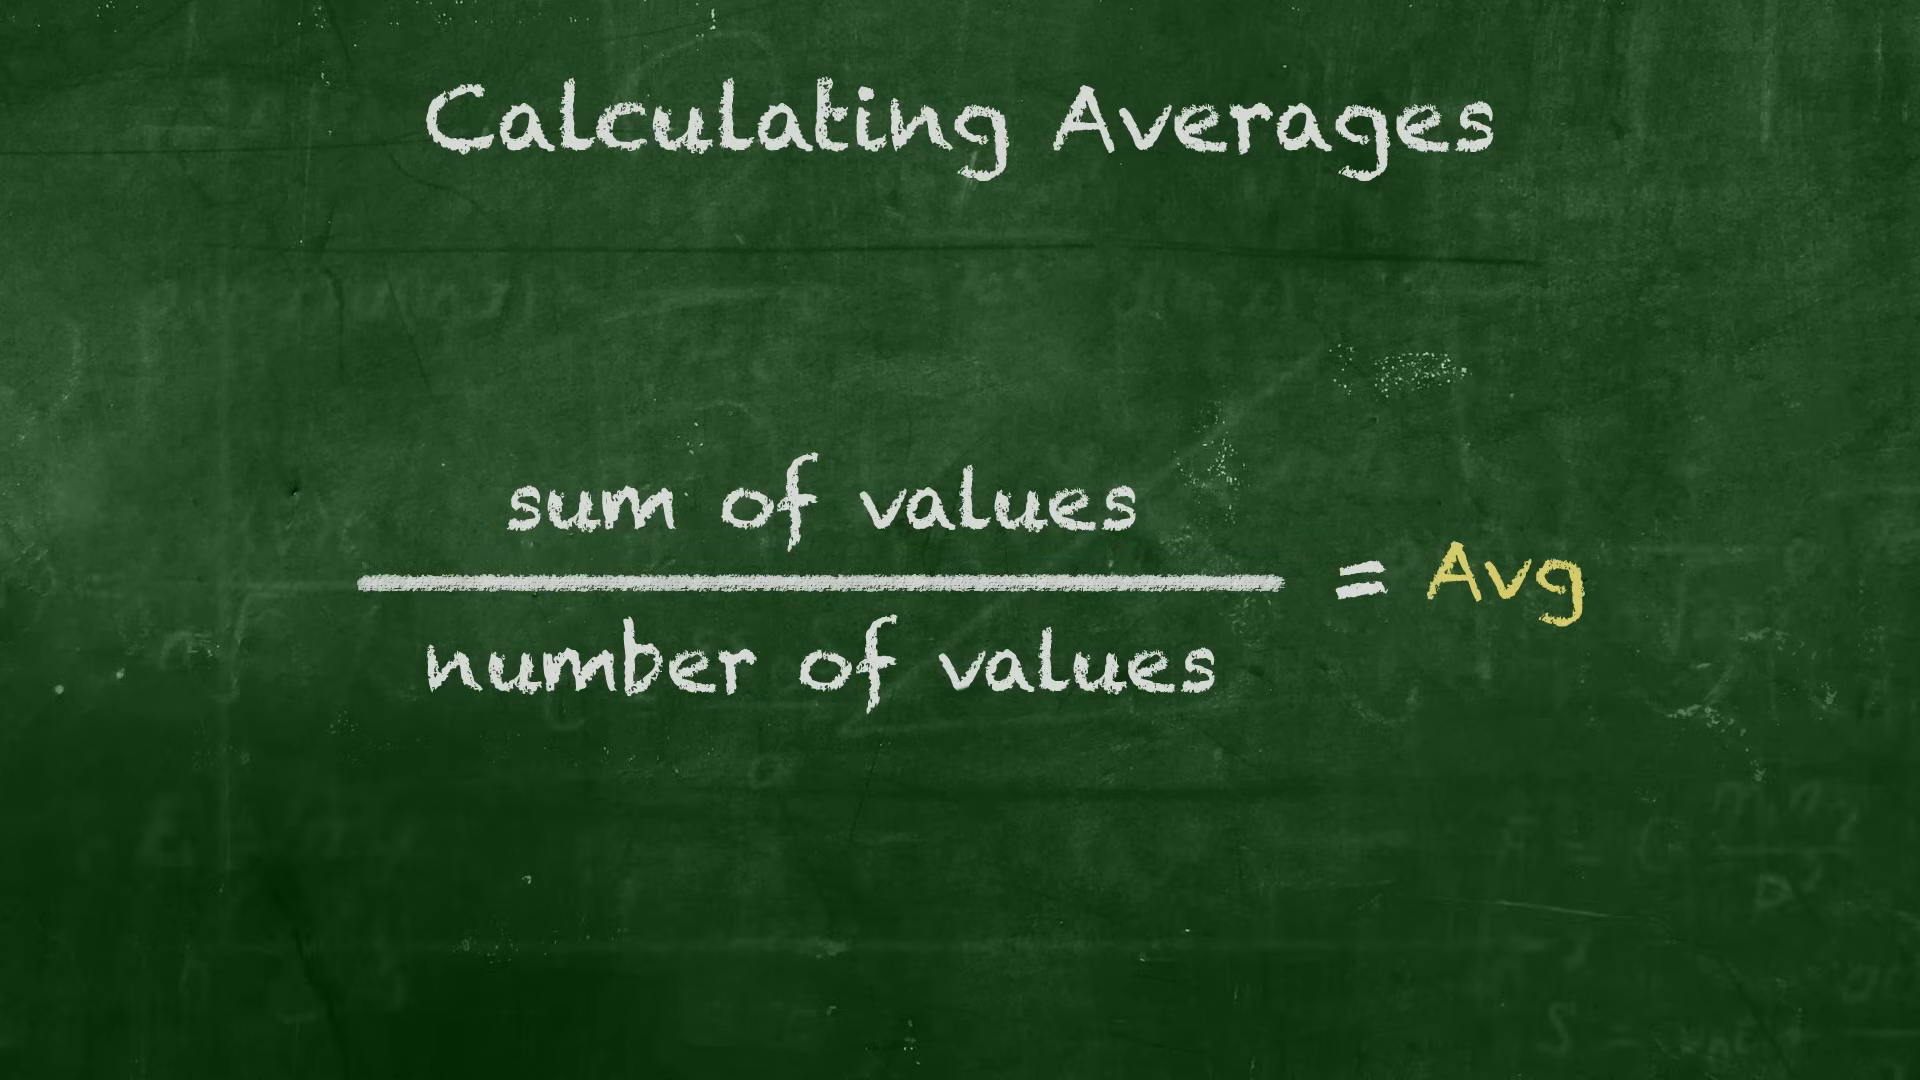 Calculating Averages
sum of values
number of values
= Avg